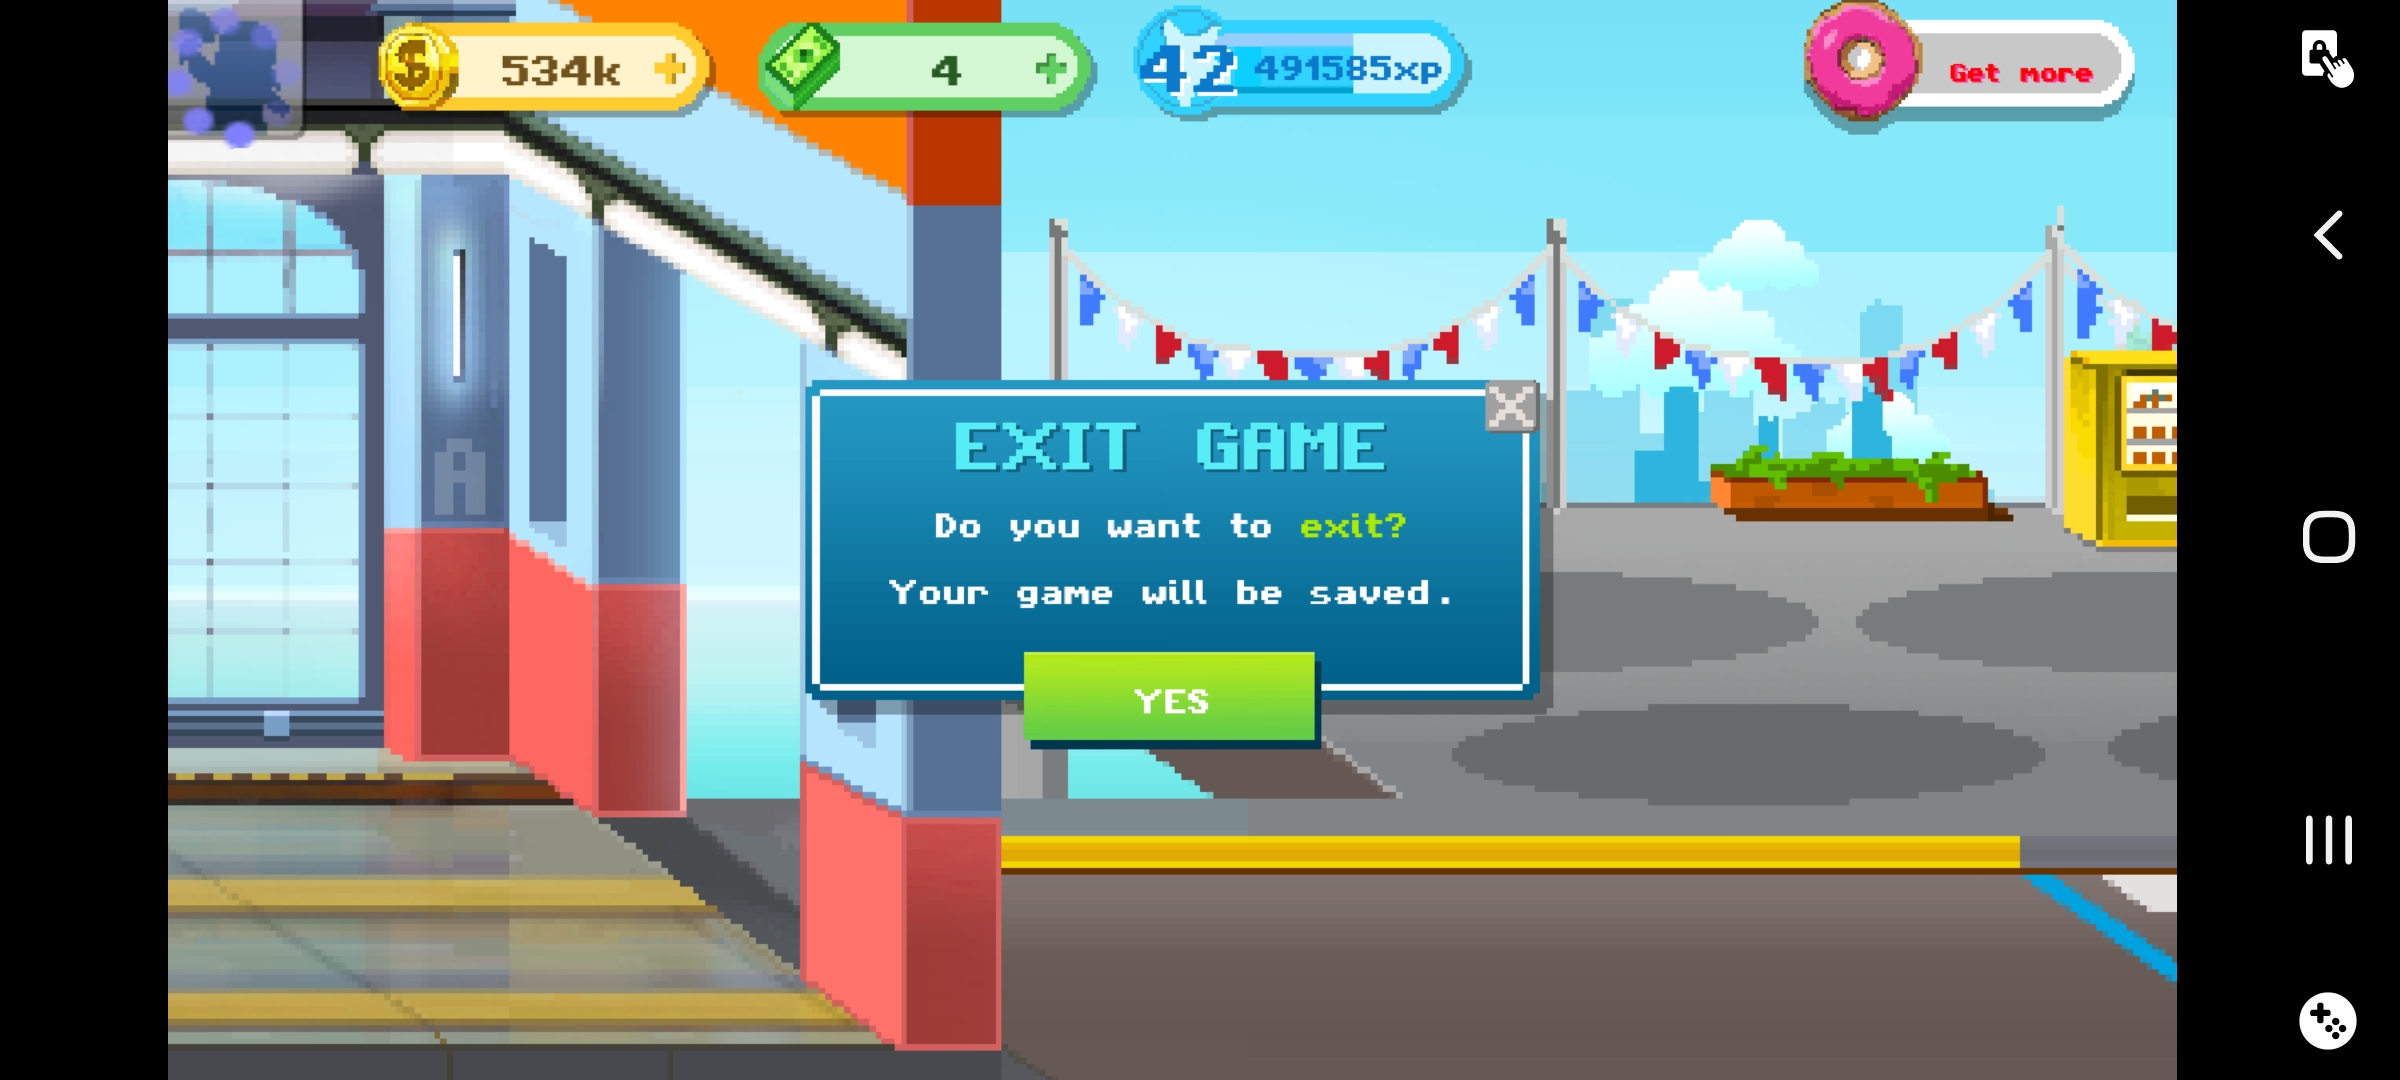 534k
4
42 491585xp
Get more
A
EXIT GAME
Do you want to exit?
Your game will be saved.
YES